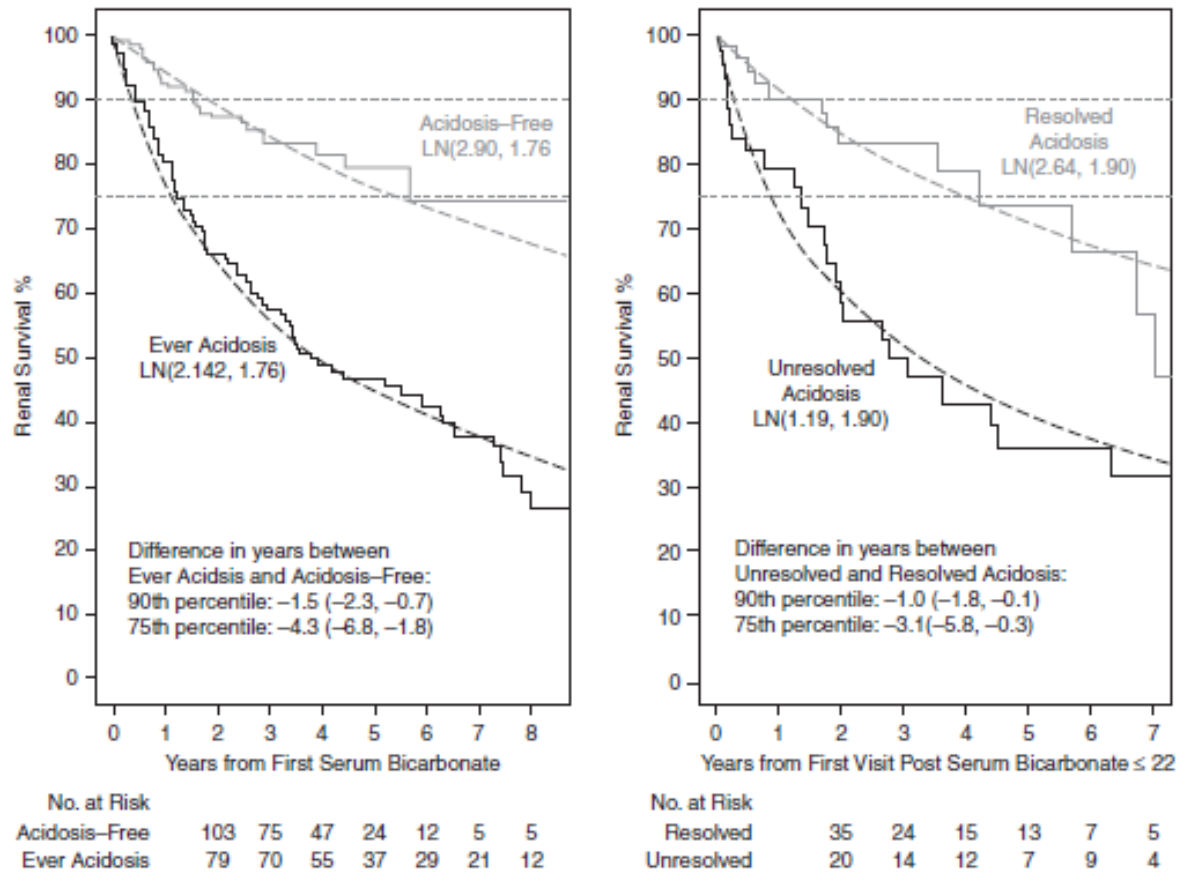 100
90
80
70
60
50
40
30
20
10
0
Renal Survival %
Acidosis–Free
LN(2.90, 1.76
Ever Acidosis
LN(2.142, 1.76)
Difference in years between
Ever Acidsis and Acidosis–Free:
90th percentile: –1.5 (–2.3, –0.7)
75th percentile: –4.3 (–6.8, –1.8)
0 1 2 3 4 5 6 7 8
Years from First Serum Bicarbonate
No. at Risk
Acidosis–Free 103 75 47 24 12 5 5
Ever Acidosis 79 70 55 37 29 21 12
100
90
80
70
60
50
40
30
20
10
0
Renal Survival %
Resolved
Acidosis
LN(2.64, 1.90)
Unresolved
Acidosis
LN(1.19, 1.90)
Difference in years between
Unresolved and Resolved Acidosis:
90th percentile: –1.0 (–1.8, –0.1)
75th percentile: –3.1(–5.8, –0.3)
0 1 2 3 4 5 6 7
Years from First Visit Post Serum Bicarbonate ≤ 22
No. at Risk
Resolved 35 24 15 13 7 5
Unresolved 20 14 12 7 9 4